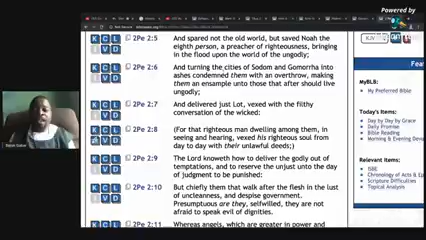 Powered by
KJV
K C L 2Pe 2:5 And spared not the old world, but saved Noah the
E V D eighth person, a preacher of righteousness, bringing
in the flood upon the world of the ungodly;
K C L 2Pe 2:6 And turning the cities of Sodom and Gomorrha into
E V D ashes condemned them with an overthrow, making
them an ensample unto those that after should live
ungodly;
K C L 2Pe 2:7 And delivered just Lot, vexed with the filthy
E V D conversation of the wicked:
K C L 2Pe 2:8 (For that righteous man dwelling among them, in
E V D seeing and hearing, vexed his righteous soul from
day to day with their unlawful deeds;)
K C L 2Pe 2:9 The Lord knoweth how to deliver the godly out of
E V D temptations, and to reserve the unjust unto the
day of judgment to be punished:
K C L 2Pe 2:10 But chiefly them that walk after the flesh in the lust
E V D of uncleanness, and despise government.
Presumptuous are they, selfwilled, they are not
afraid to speak evil of dignities.
K C L 2Pe 2:11 Whereas angels, which are greater in power and
Featu
MyBLB:
My Preferred Bible
Today's Items:
Day by Day by Grace
Daily Promise
Bible Reading
Morning & Evening Dev
Relevant Items:
ISBE
Chronology of Acts & Ep
Scripture Difficulties
Topical Analysis